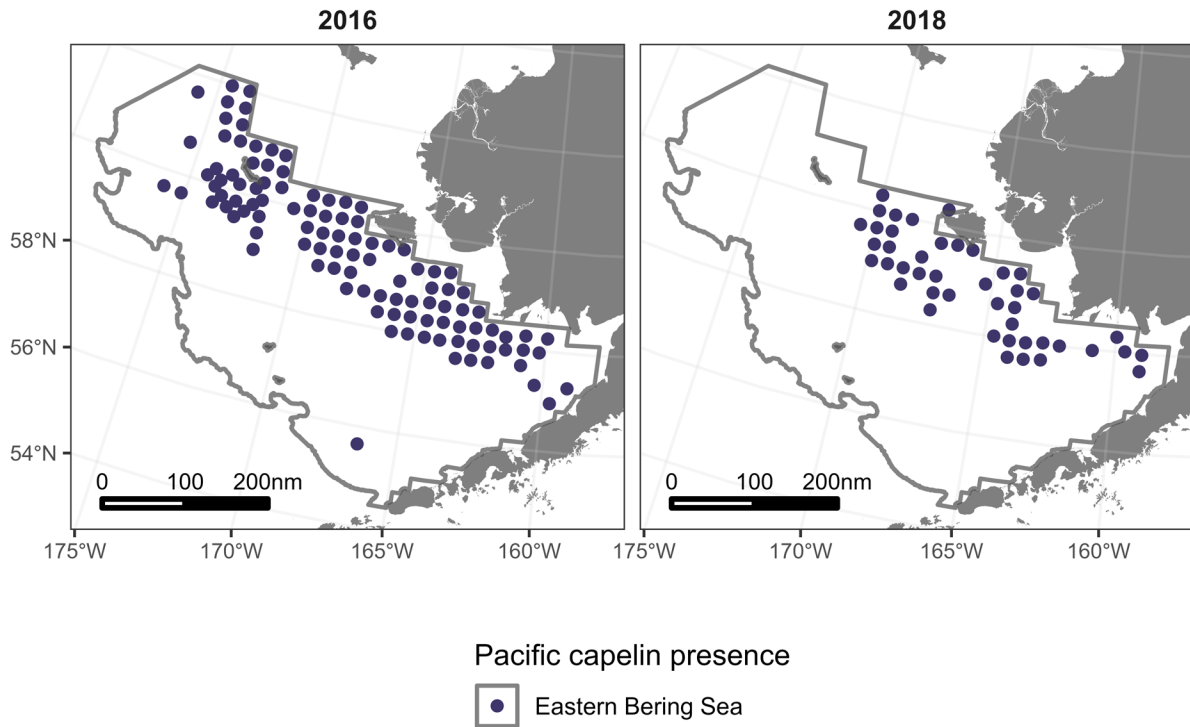 2016 2018
58°N
56°N
54°N
0 100 200nm 0 100 200nm
175°W 170°W 165°W 160°W 175°W 170°W 165°W 160°W
Pacific capelin presence
Eastern Bering Sea